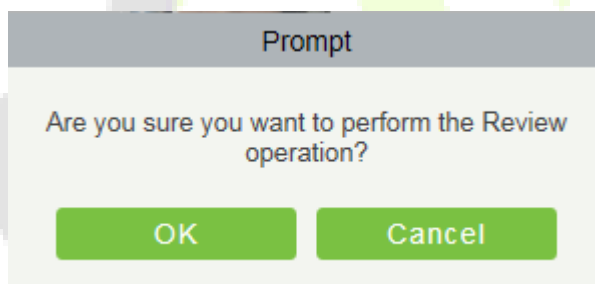 Prompt
Are you sure you want to perform the Review
operation?
OK
Cancel